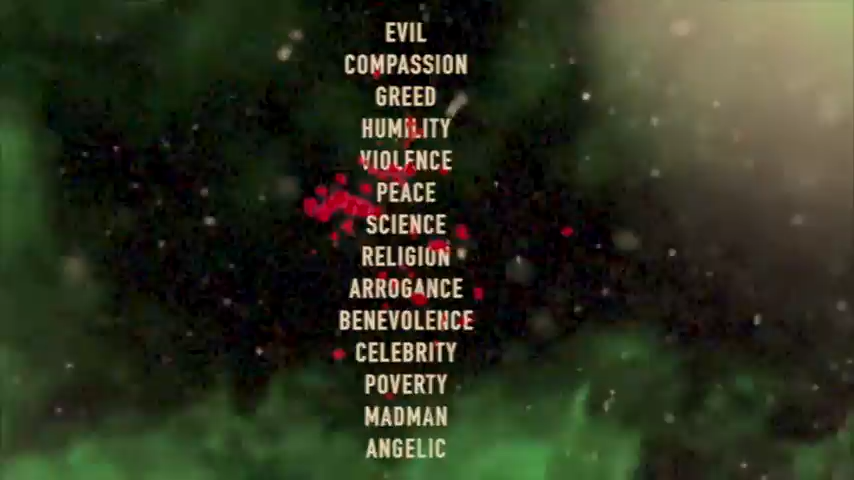 EVIL
COMPASSION
GREED
HUMILITY
VIOLENCE
PEACE
SCIENCE
RELIGION
ARROGANCE
BENEVOLENCE
CELEBRITY
POVERTY
MADMAN
ANGELIC